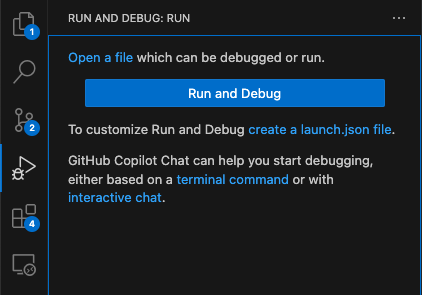 RUN AND DEBUG: RUN
1
Open a file which can be debugged or run.
Run and Debug
2
To customize Run and Debug create a launch.json file.
GitHub Copilot Chat can help you start debugging,
either based on a terminal command or with
interactive chat.
4